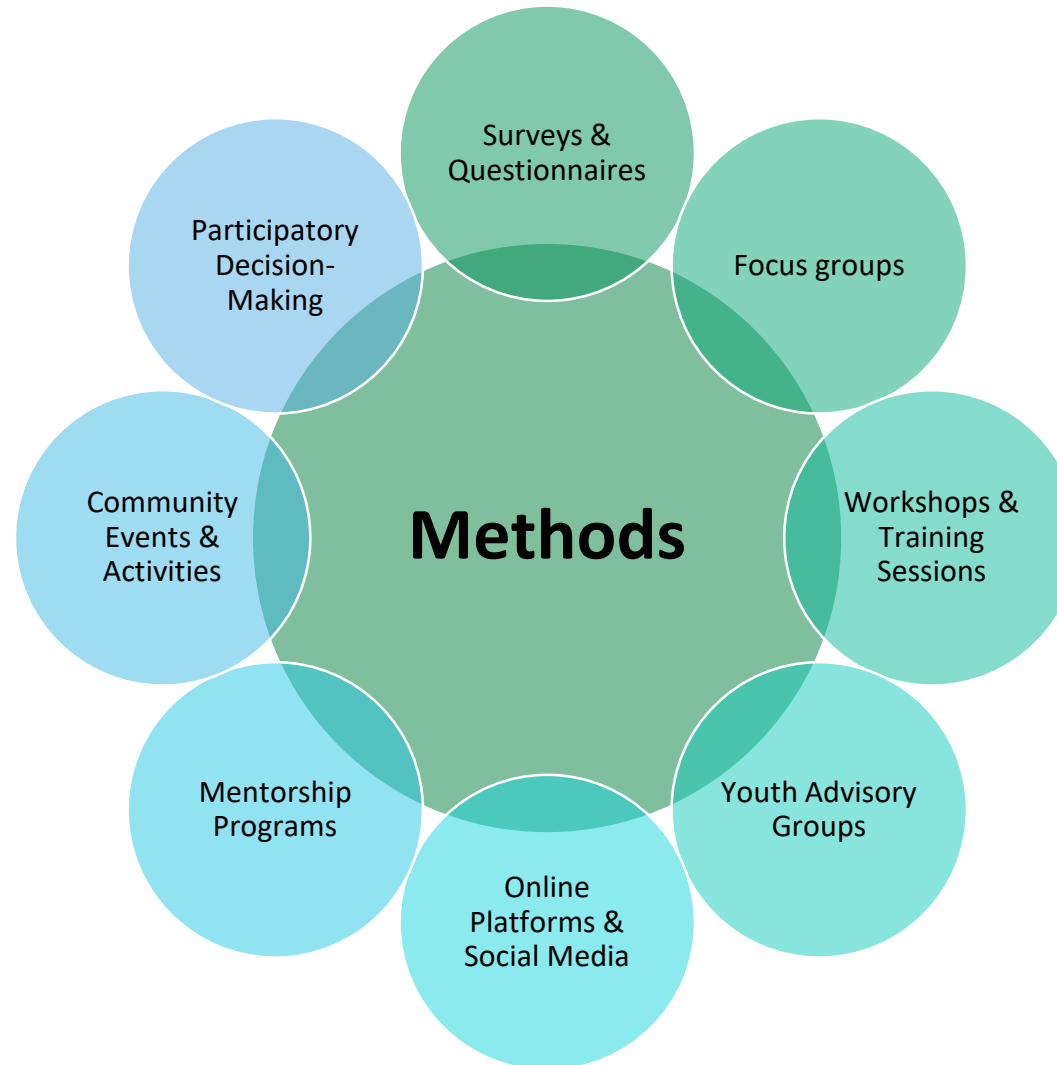 Surveys &
Questionnaires
Focus groups
Workshops &
Training
Sessions
Youth Advisory
Groups
Online
Platforms &
Social Media
Mentorship
Programs
Community
Events &
Activities
Participatory
Decision-
Making
Methods